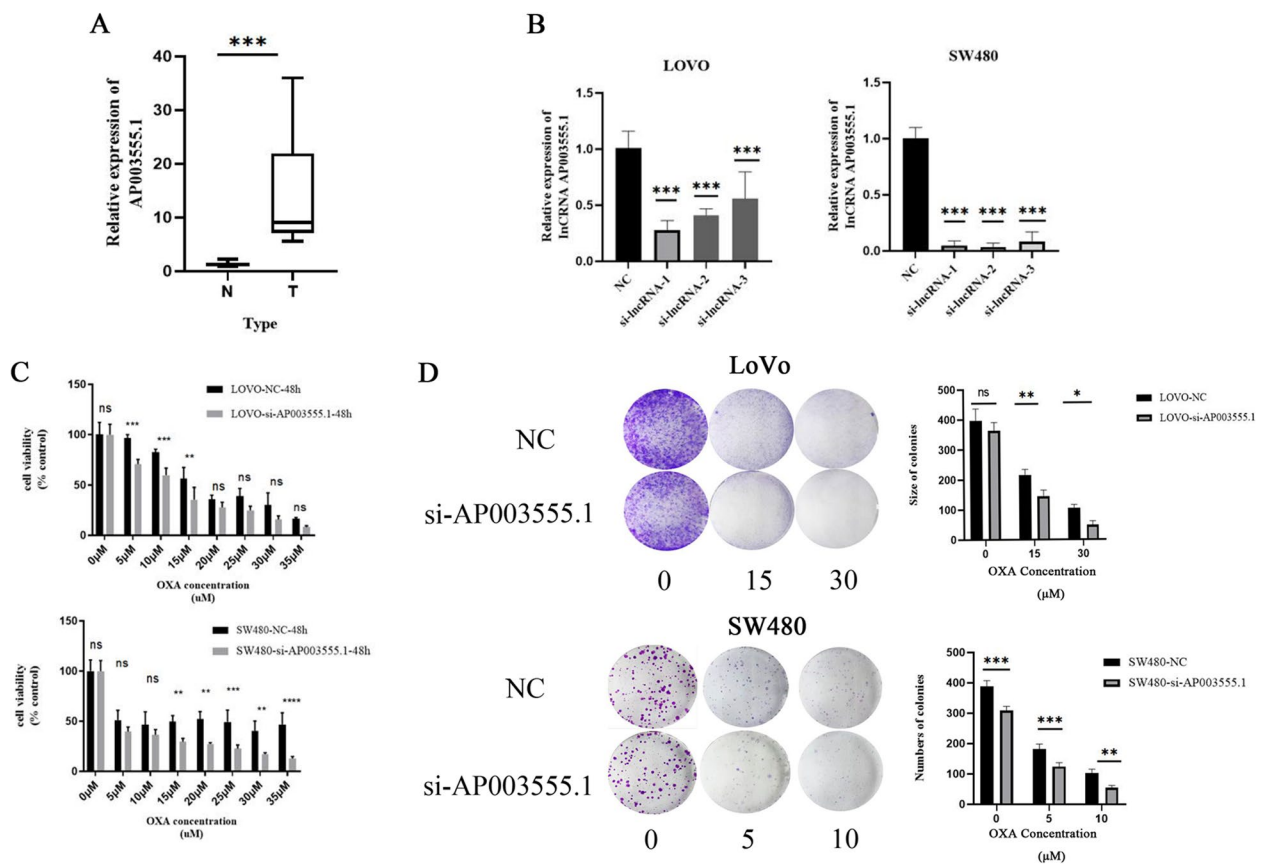 A
***
Relative expression of
AP003555.1
40
30
20
10
0
N
T
Type
B
LOVO
Relative expression of
lnCRNA AP003555.1
1.5
1.0
0.5
0.0
***
***
***
NC
si-lncRNA-1
si-lncRNA-2
si-lncRNA-3
SW480
Relative expression of
lnCRNA AP003555.1
1.5
1.0
0.5
0.0
***
***
***
NC
si-lncRNA-1
si-lncRNA-2
si-lncRNA-3
C
LOVO-NC-48h
LOVO-si-AP003555.1-48h
cell viability
(% control)
150
100
50
0
ns
***
***
**
ns
ns
ns
ns
0μM
5μM
10μM
15μM
20μM
25μM
30μM
35μM
OXA concentration
(uM)
SW480-NC-48h
SW480-si-AP003555.1-48h
cell viability
(% control)
150
100
50
0
ns
ns
ns
**
**
***
**
****
0μM
5μM
10μM
15μM
20μM
25μM
30μM
35μM
OXA concentration
(uM)
D
LoVo
NC
si-AP003555.1
0
15
30
LOVO-NC
LOVO-si-AP003555.1
Size of colonies
500
400
300
200
100
0
ns
**
*
0
15
30
OXA Concentration
(μM)
SW480
NC
si-AP003555.1
0
5
10
SW480-NC
SW480-si-AP003555.1
Numbers of colonies
500
400
300
200
100
0
***
***
**
0
5
10
OXA Concentration
(μM)